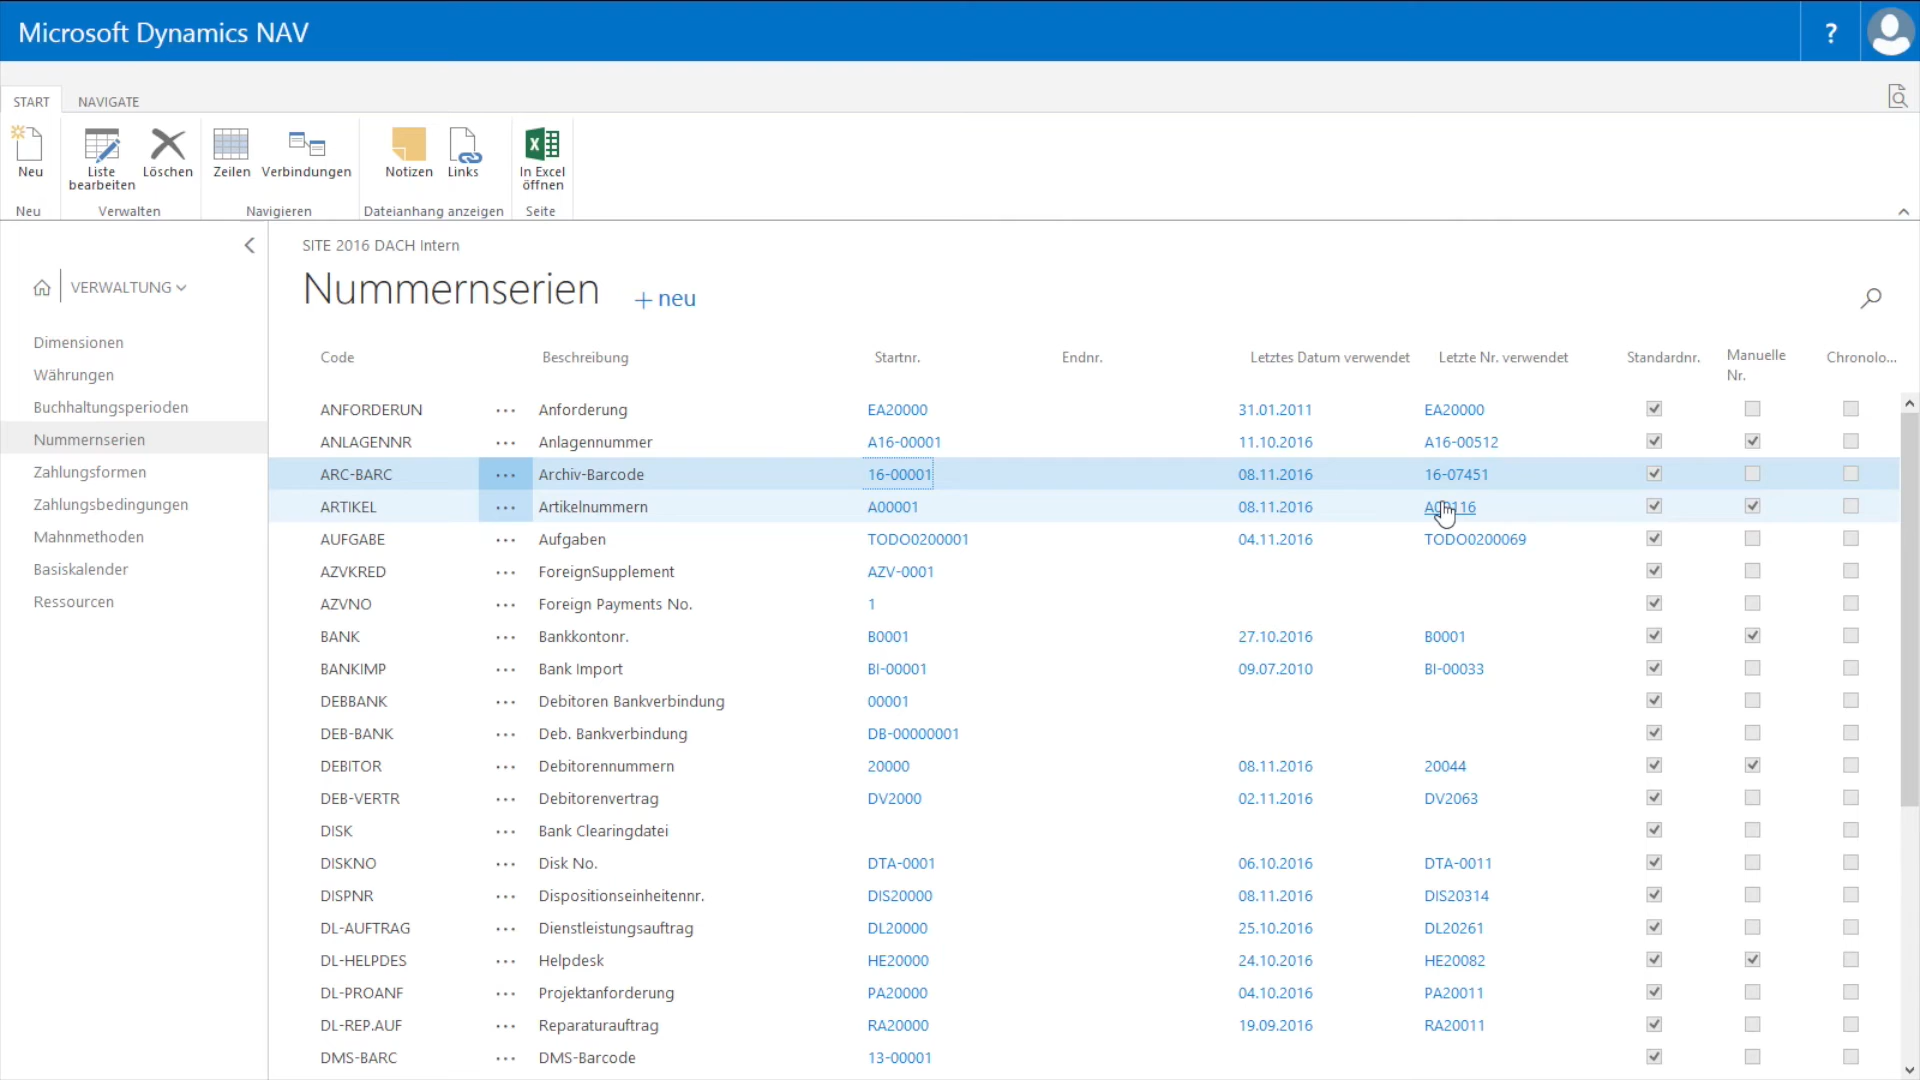 Microsoft Dynamics NAV
?
START NAVIGATE
Neu
Liste bearbeiten
Löschen
Zeilen
Verbindungen
Notizen
Links
In Excel öffnen
Neu Verwalten Navigieren Dateianhang anzeigen Seite
SITE 2016 DACH Intern
VERWALTUNG
Dimensionen
Währungen
Buchhaltungsperioden
Nummernserien
Zahlungsformen
Zahlungsbedingungen
Mahnmethoden
Basiskalender
Ressourcen
Nummernserien + neu
Code Beschreibung Startnr. Endnr. Letztes Datum verwendet Letzte Nr. verwendet Standardnr. Manuelle Nr. Chronolo...
ANFORDERUN ... Anforderung EA20000 31.01.2011 EA20000
ANLAGENNR ... Anlagennummer A16-00001 11.10.2016 A16-00512
ARC-BARC ... Archiv-Barcode 16-00001 08.11.2016 16-07451
ARTIKEL ... Artikelnummern A00001 08.11.2016
AUFGABE ... Aufgaben TODO0200001 04.11.2016 TODO0200069
AZVKRED ... ForeignSupplement AZV-0001
AZVNO ... Foreign Payments No. 1
BANK ... Bankkontonr. B0001 27.10.2016 B0001
BANKIMP ... Bank Import BI-00001 09.07.2010 BI-00033
DEBBANK ... Debitoren Bankverbindung 00001
DEB-BANK ... Deb. Bankverbindung DB-00000001
DEBITOR ... Debitorennummern 20000 08.11.2016 20044
DEB-VERTR ... Debitorenvertrag DV2000 02.11.2016 DV2063
DISK ... Bank Clearingdatei
DISKNO ... Disk No. DTA-0001 06.10.2016 DTA-0011
DISPNR ... Dispositionseinheitennr. DIS20000 08.11.2016 DIS20314
DL-AUFTRAG ... Dienstleistungsauftrag DL20000 25.10.2016 DL20261
DL-HELPDES ... Helpdesk HE20000 24.10.2016 HE20082
DL-PROANF ... Projektanforderung PA20000 04.10.2016 PA20011
DL-REP.AUF ... Reparaturauftrag RA20000 19.09.2016 RA20011
DMS-BARC ... DMS-Barcode 13-00001